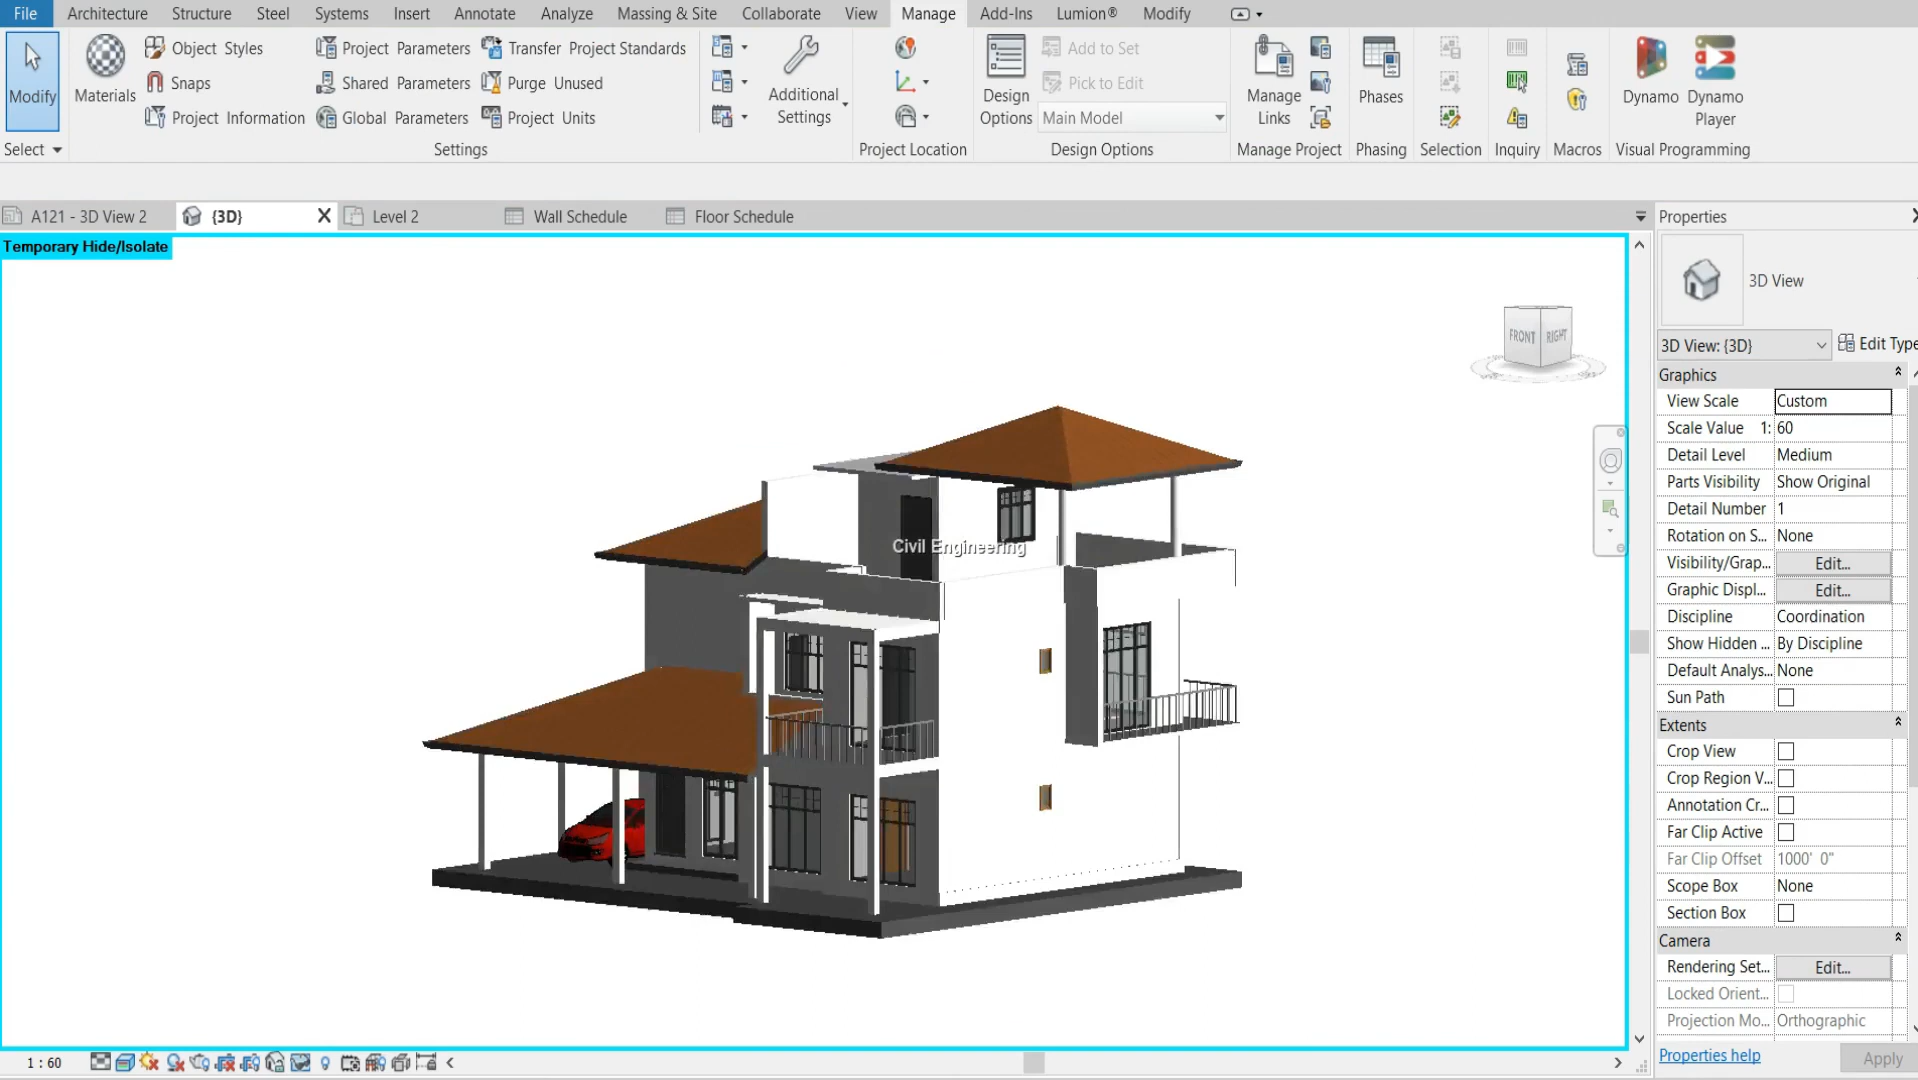 File Architecture Structure Steel Systems Insert Annotate Analyze Massing & Site Collaborate View Manage Add-Ins Lumion® Modify
Modify
Select
Materials
Object Styles
Snaps
Project Information
Project Parameters
Shared Parameters
Global Parameters
Transfer Project Standards
Purge Unused
Project Units
Settings
Additional Settings
Project Location
Design Options
Add to Set
Pick to Edit
Main Model
Design Options
Manage Links
Manage Project
Phases
Phasing
Selection
Inquiry
Macros
Dynamo
Dynamo Player
Visual Programming
A121 - 3D View 2
{3D}
Level 2
Wall Schedule
Floor Schedule
Temporary Hide/Isolate
FRONT RIGHT
Civil Engineering
Properties
3D View
3D View: {3D}
Edit Type
Graphics
View Scale Custom
Scale Value 1: 60
Detail Level Medium
Parts Visibility Show Original
Detail Number 1
Rotation on S... None
Visibility/Grap... Edit...
Graphic Displ... Edit...
Discipline Coordination
Show Hidden ... By Discipline
Default Analys... None
Sun Path
Extents
Crop View
Crop Region V...
Annotation Cr...
Far Clip Active
Far Clip Offset 1000' 0"
Scope Box None
Section Box
Camera
Rendering Set... Edit...
Locked Orient...
Projection Mo... Orthographic
Properties help
Apply
1 : 60